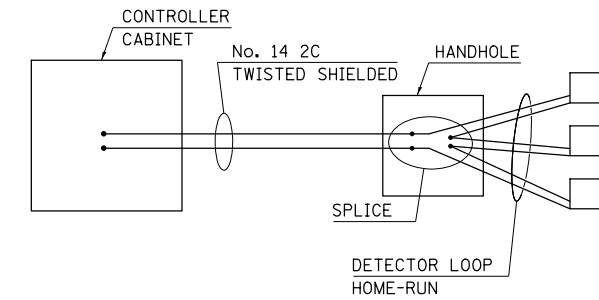 CONTROLLER
CABINET
No. 14 2C
TWISTED SHIELDED
HANDHOLE
SPLICE
DETECTOR LOOP
HOME-RUN